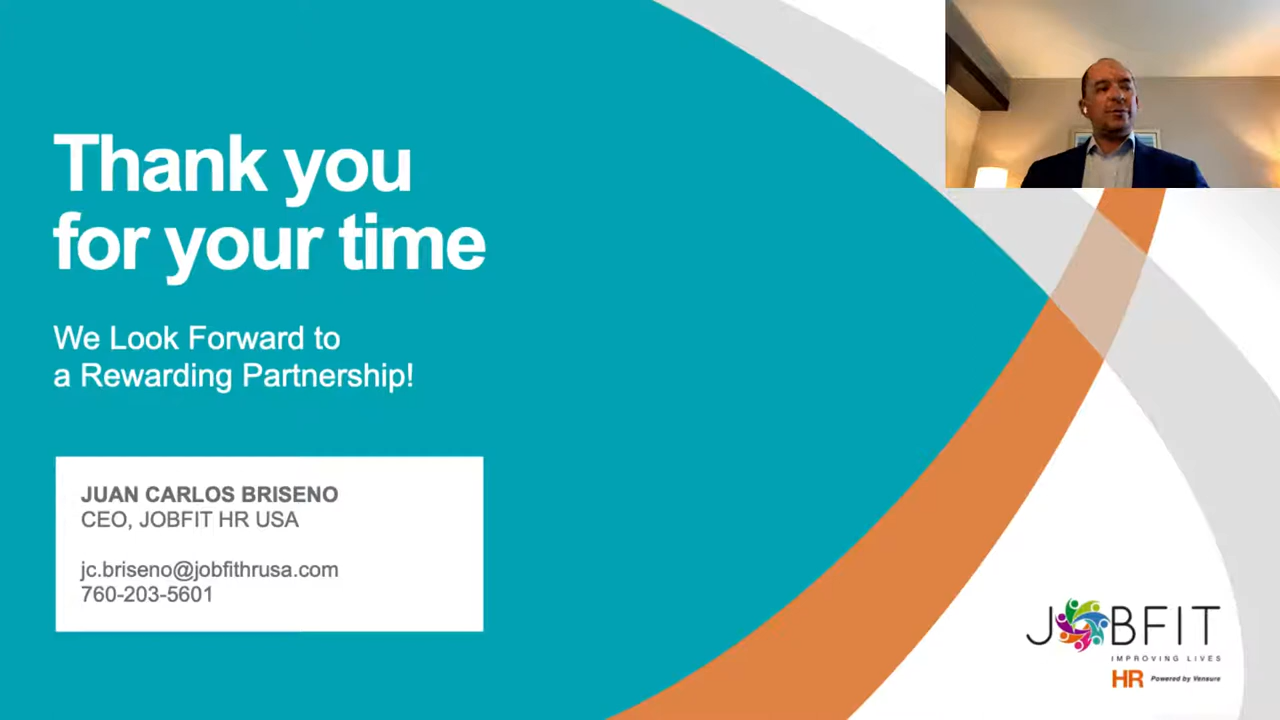 Thank you
for your time
We Look Forward to
a Rewarding Partnership!
JUAN CARLOS BRISENO
CEO, JOBFIT HR USA
jc.briseno@jobfithrusa.com
760-203-5601
JOBFIT
IMPROVING LIVES
HR Powered by Vensure